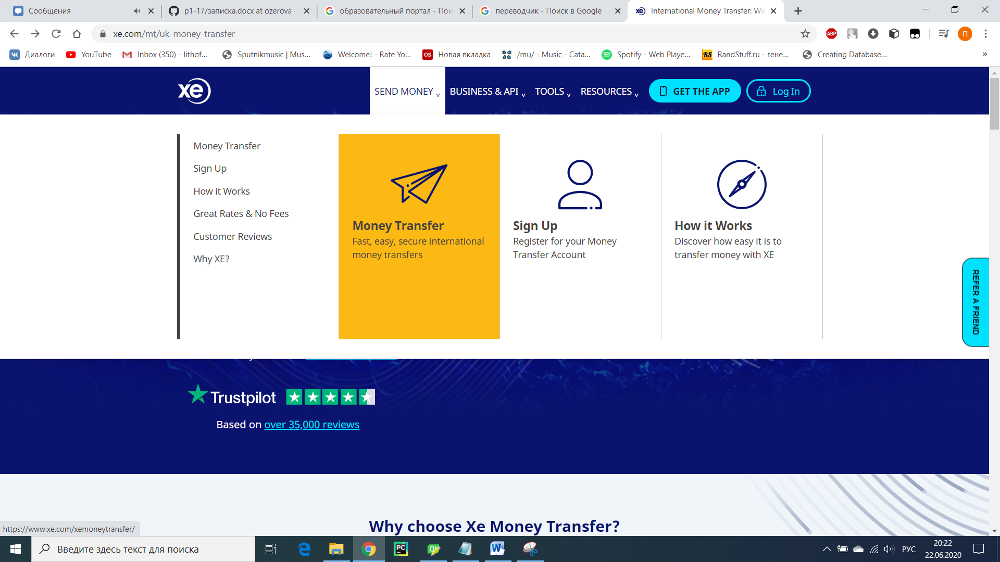 Сообщения
p1-17/записка.docx at ozerova
образовательный портал - Пои
переводчик - Поиск в Google
International Money Transfer: Wi
xe.com/mt/uk-money-transfer
ABP
П
Диалоги
YouTube
Inbox (350) - lithof...
Sputnikmusic | Mus...
Welcome! - Rate Yo...
Новая вкладка
/mu/ - Music - Cata...
Spotify - Web Playe...
RS
RandStuff.ru - гене...
Creating Database...
»
xe
SEND MONEY
BUSINESS & API
TOOLS
RESOURCES
GET THE APP
Log In
Money Transfer
Sign Up
How it Works
Great Rates & No Fees
Customer Reviews
Why XE?
Money Transfer
Fast, easy, secure international
money transfers
Sign Up
Register for your Money
Transfer Account
How it Works
Discover how easy it is to
transfer money with XE
REFER A FRIEND
Trustpilot
Based on over 35,000 reviews
Why choose Xe Money Transfer?
https://www.xe.com/xemoneytransfer/
Введите здесь текст для поиска
PC
РУС
20:22
22.06.2020